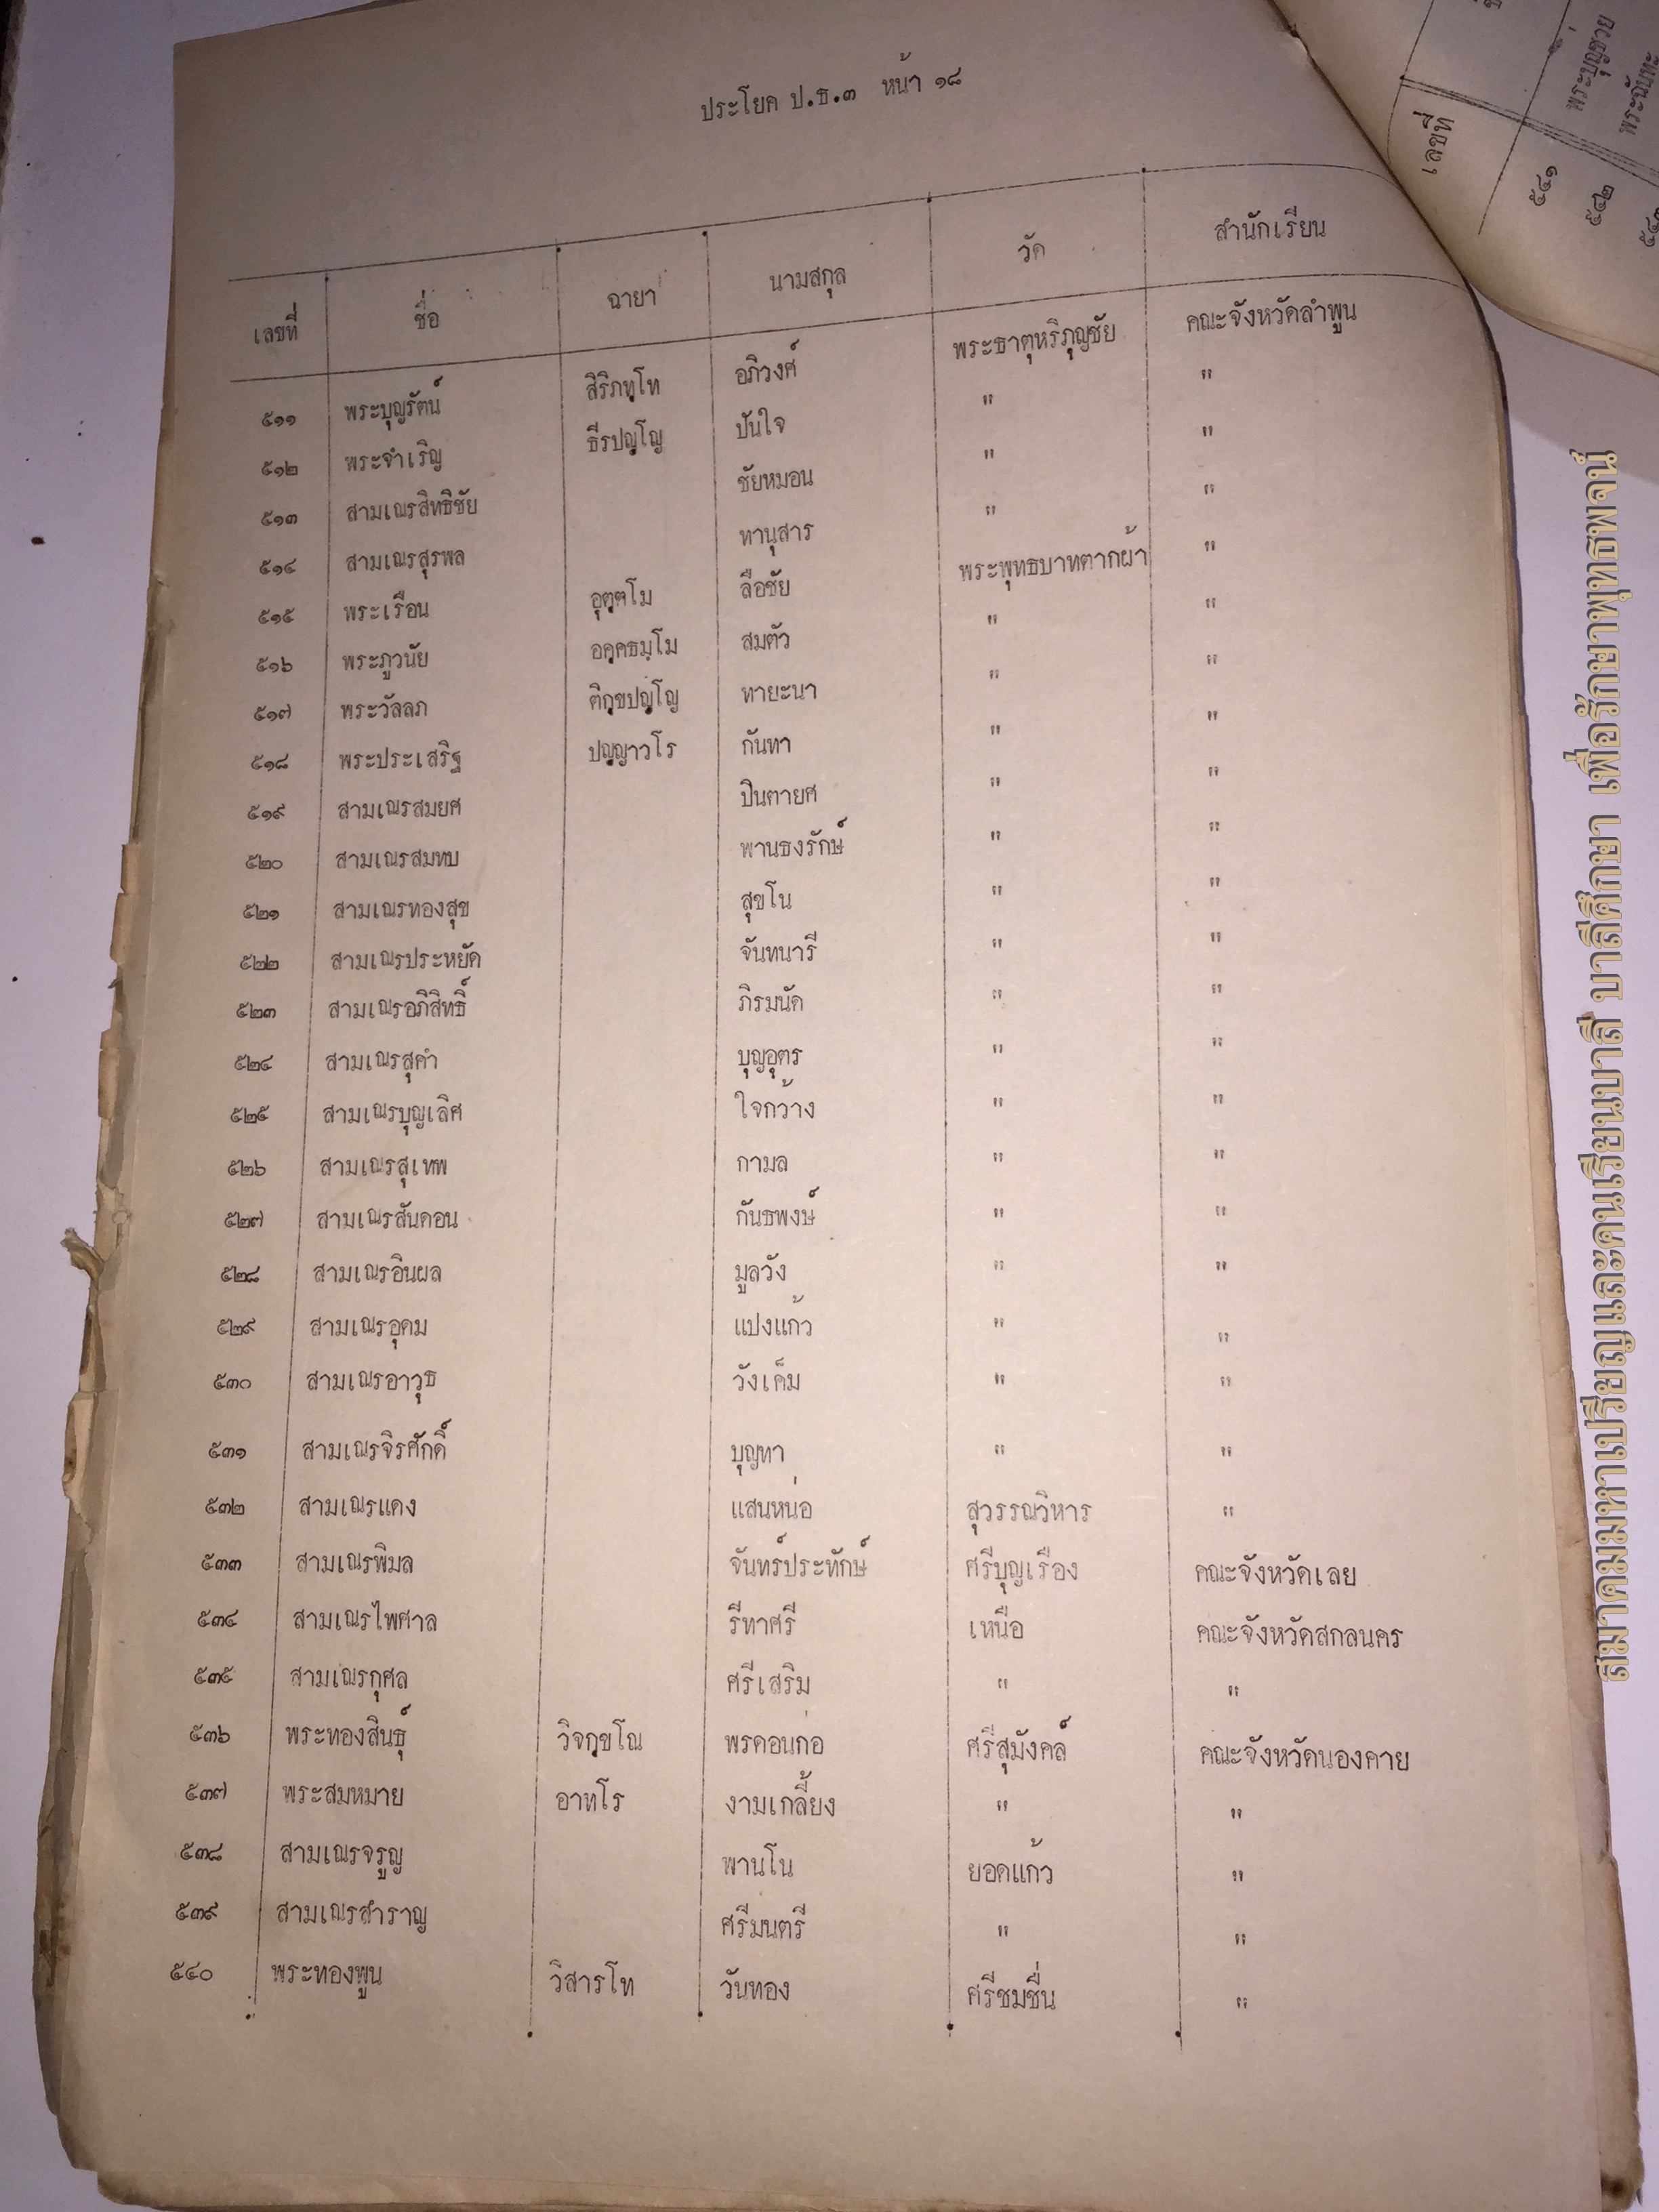 ประโยค ป.ธ.๓ หน้า ๑๘
เลขที่ ชื่อ ฉายา นามสกุล วัด สำนักเรียน
๕๑๑ พระบุญรัตน์ สิริภทฺโท อภิวงศ์ พระธาตุหริภุญชัย คณะจังหวัดลำพูน
๕๑๒ พระจำเริญ ธีรปญฺโญ ปันใจ " "
๕๑๓ สามเณรสิทธิชัย ชัยหมอน " "
๕๑๔ สามเณรสุรพล ทานุสาร " "
๕๑๕ พระเรือน อุตฺตโม ลือชัย พระพุทธบาทตากผ้า "
๕๑๖ พระภูวนัย อคฺคธมฺโม สมตัว " "
๕๑๗ พระวัลลภ ติกฺขปญฺโญ ทายะนา " "
๕๑๘ พระประเสริฐ ปญฺญาวโร กันทา " "
๕๑๙ สามเณรสมยศ ปินตายศ " "
๕๒๐ สามเณรสมทบ พานธงรักษ์ " "
๕๒๑ สามเณรทองสุข สุขโน " "
๕๒๒ สามเณรประหยัด จันทนารี " "
๕๒๓ สามเณรอภิสิทธิ์ ภิรมนัด " "
๕๒๔ สามเณรสุคำ บุญอุตร " "
๕๒๕ สามเณรบุญเลิศ ใจกว้าง " "
๕๒๖ สามเณรสุเทพ กามล " "
๕๒๗ สามเณรสันดอน กันธพงษ์ " "
๕๒๘ สามเณรอินผล มูลวัง " "
๕๒๙ สามเณรอุดม แปงแก้ว " "
๕๓๐ สามเณรอาวุธ วังเค็ม " "
๕๓๑ สามเณรจิรศักดิ์ บุญทา " "
๕๓๒ สามเณรแดง แสนหน่อ สุวรรณวิหาร "
๕๓๓ สามเณรพิมล จันทร์ประทักษ์ ศรีบุญเรือง คณะจังหวัดเลย
๕๓๔ สามเณรไพศาล รีทาศรี เหนือ คณะจังหวัดสกลนคร
๕๓๕ สามเณรกุศล ศรีเสริม " "
๕๓๖ พระทองสินธุ์ วิจกฺขโณ พรดอนก่อ ศรีสุมังคล์ คณะจังหวัดนองคาย
๕๓๗ พระสมหมาย อาทโร งามเกลี้ยง " "
๕๓๘ สามเณรจรูญ พานโน ยอดแก้ว "
๕๓๙ สามเณรสำราญ ศรีมนตรี " "
๕๔๐ พระทองพูน วิสารโท วันทอง ศรีชมชื่น "
เลขที่
๕๔๑ พระบุญช่วย
๕๔๒ พระฉันทะ
สมาคมมหาเปรียญและคนเรียนบาลี บาลีศึกษา เพื่อรักษาพุทธพจน์